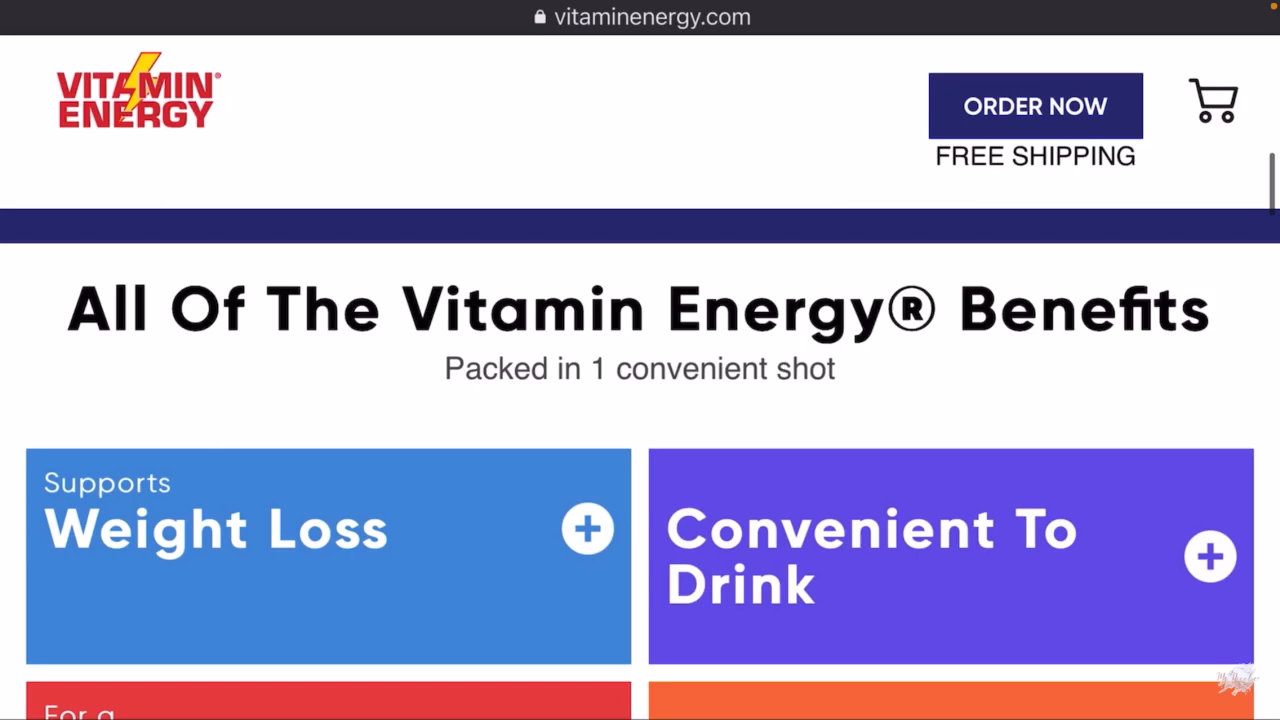 vitaminenergy.com
VITAMIN®
ENERGY
ORDER NOW
FREE SHIPPING
All Of The Vitamin Energy® Benefits
Packed in 1 convenient shot
Supports
Weight Loss
Convenient To
Drink
For a